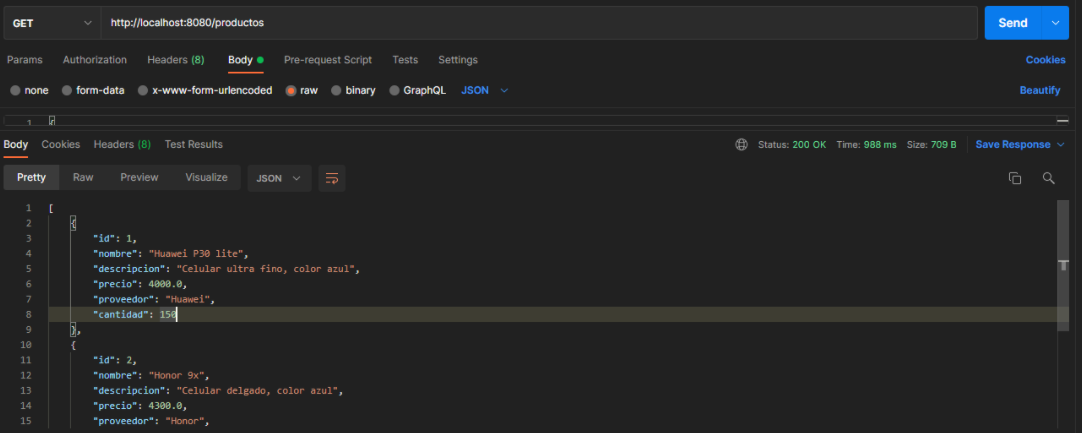 GET http://localhost:8080/productos Send
Params Authorization Headers (8) Body Pre-request Script Tests Settings Cookies
none form-data x-www-form-urlencoded raw binary GraphQL JSON Beautify
1 {
Body Cookies Headers (8) Test Results Status: 200 OK Time: 988 ms Size: 709 B Save Response
Pretty Raw Preview Visualize JSON
1 [
2 {
3 "id": 1,
4 "nombre": "Huawei P30 lite",
5 "descripcion": "Celular ultra fino, color azul",
6 "precio": 4000.0,
7 "proveedor": "Huawei",
8 "cantidad": 150
9 },
10 {
11 "id": 2,
12 "nombre": "Honor 9x",
13 "descripcion": "Celular delgado, color azul",
14 "precio": 4300.0,
15 "proveedor": "Honor",